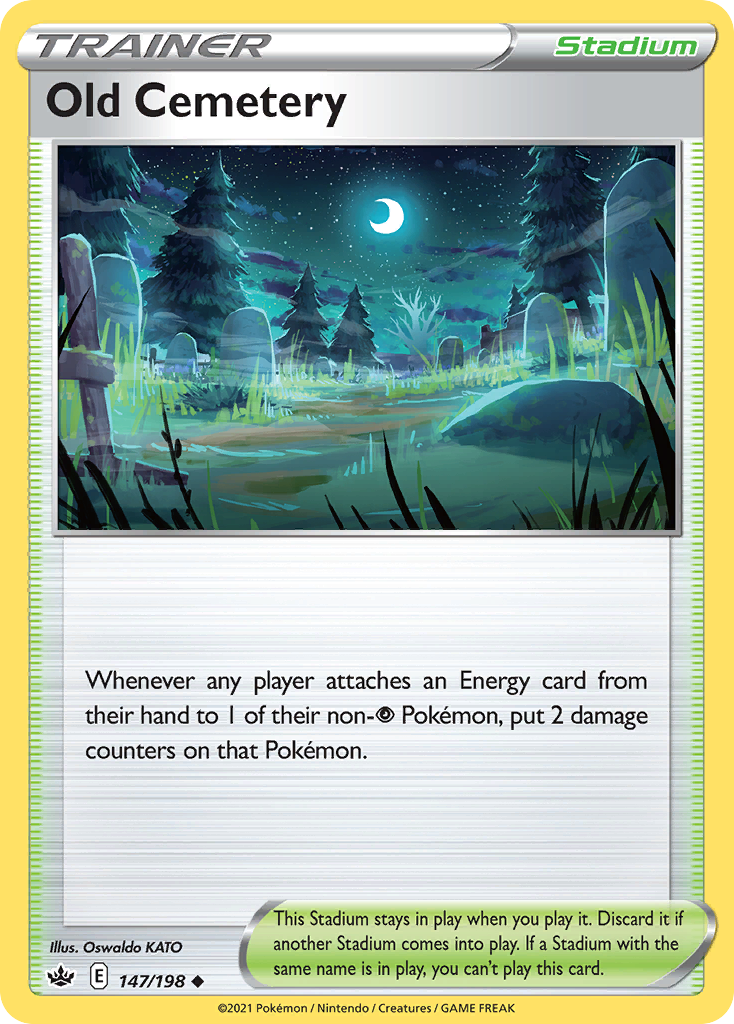 TRAINER
Stadium
Old Cemetery
Whenever any player attaches an Energy card from
their hand to 1 of their non- Pokémon, put 2 damage
counters on that Pokémon.
Illus. Oswaldo KATO
This Stadium stays in play when you play it. Discard it if
another Stadium comes into play. If a Stadium with the
same name is in play, you can't play this card.
E
147/198
©2021 Pokémon / Nintendo / Creatures / GAME FREAK